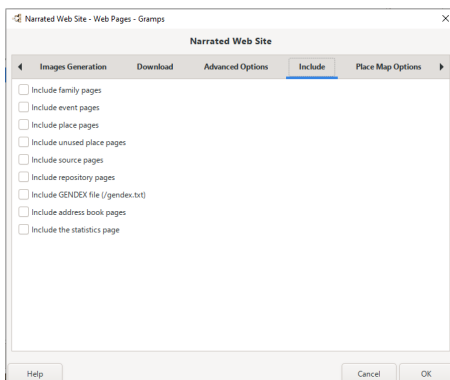 Narrated Web Site - Web Pages - Gramps
Narrated Web Site
Images Generation Download Advanced Options Include Place Map Options
Include family pages
Include event pages
Include place pages
Include unused place pages
Include source pages
Include repository pages
Include GENDEX file (/gendex.txt)
Include address book pages
Include the statistics page
Help Cancel OK